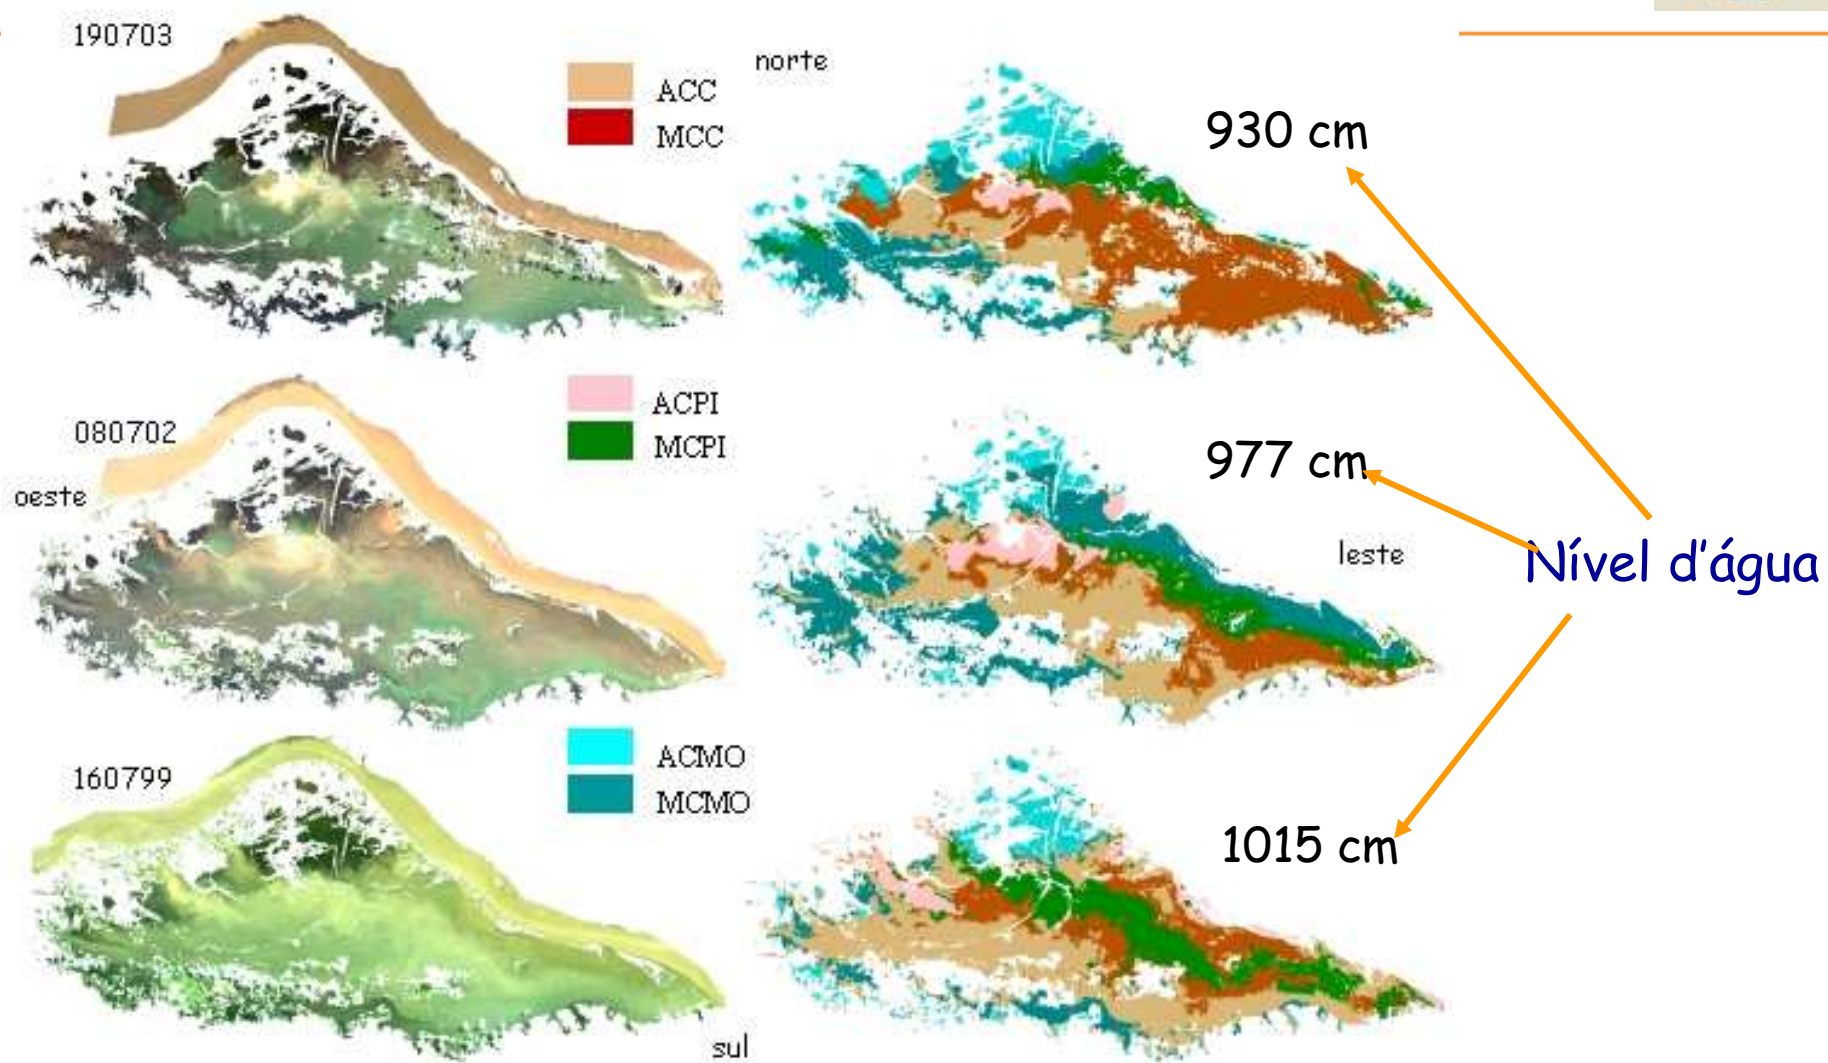 190703
ACC
MCC
norte
930 cm
080702
oeste
ACPI
MCPI
977 cm
leste
Nível d'água
160799
ACMO
MCMO
1015 cm
sul